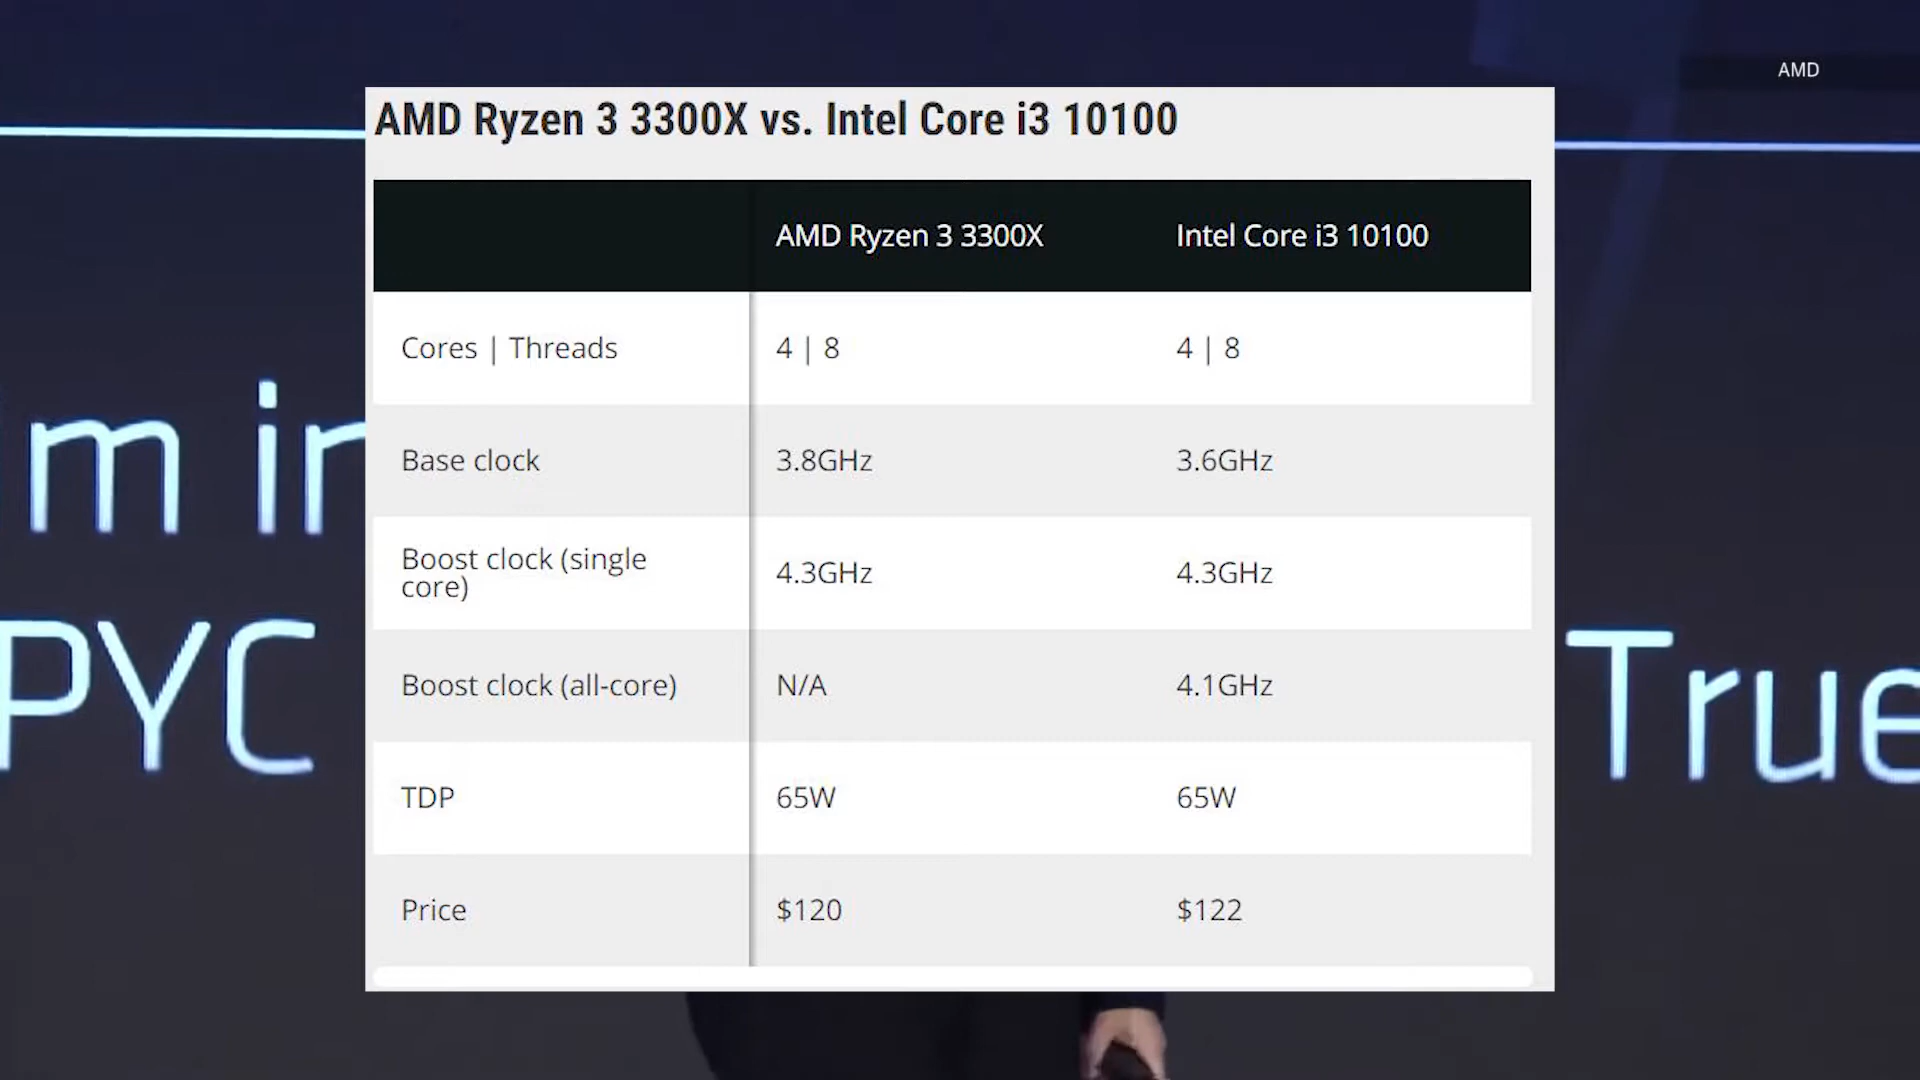 AMD
AMD Ryzen 3 3300X vs. Intel Core i3 10100
AMD Ryzen 3 3300X Intel Core i3 10100
Cores | Threads 4 | 8 4 | 8
Base clock 3.8GHz 3.6GHz
Boost clock (single
core) 4.3GHz 4.3GHz
Boost clock (all-core) N/A 4.1GHz
TDP 65W 65W
Price $120 $122
True